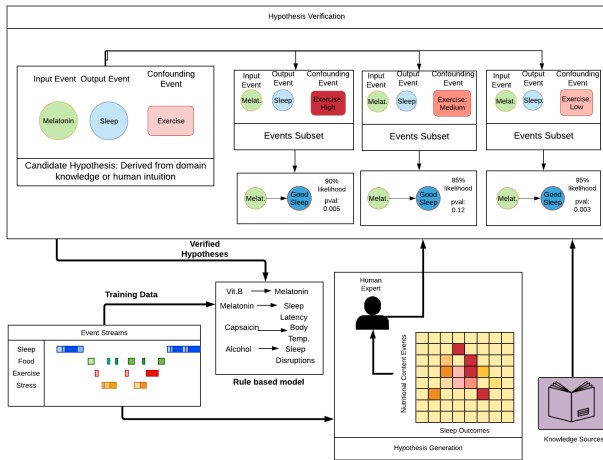 Hypothesis Verification
Input Event Output Event Confounding
Event
Melatonin Sleep Exercise
Candidate Hypothesis: Derived from domain
knowledge or human intuition
Input
Event
Output
Event
Confounding
Event
Melat. Sleep Exercise:
High
Events Subset
Input
Event
Output
Event
Confounding
Event
Melat. Sleep Exercise:
Medium
Events Subset
Input
Event
Output
Event
Confounding
Event
Melat. Sleep Exercise:
Low
Events Subset
Melat. Good
Sleep
90%
likelihood
pval:
0.005
Melat. Good
Sleep
85%
likelihood
pval:
0.12
Melat. Good
Sleep
95%
likelihood
pval:
0.003
Verified
Hypotheses
Training Data
Vit.B Melatonin
Melatonin Sleep
Latency
Capsaicin Body
Temp.
Alcohol Sleep
Disruptions
Rule based model
Event Streams
Sleep
Food
Exercise
Stress
Human
Expert
Nutritional Content Events
Sleep Outcomes
Hypothesis Generation
Knowledge Sources